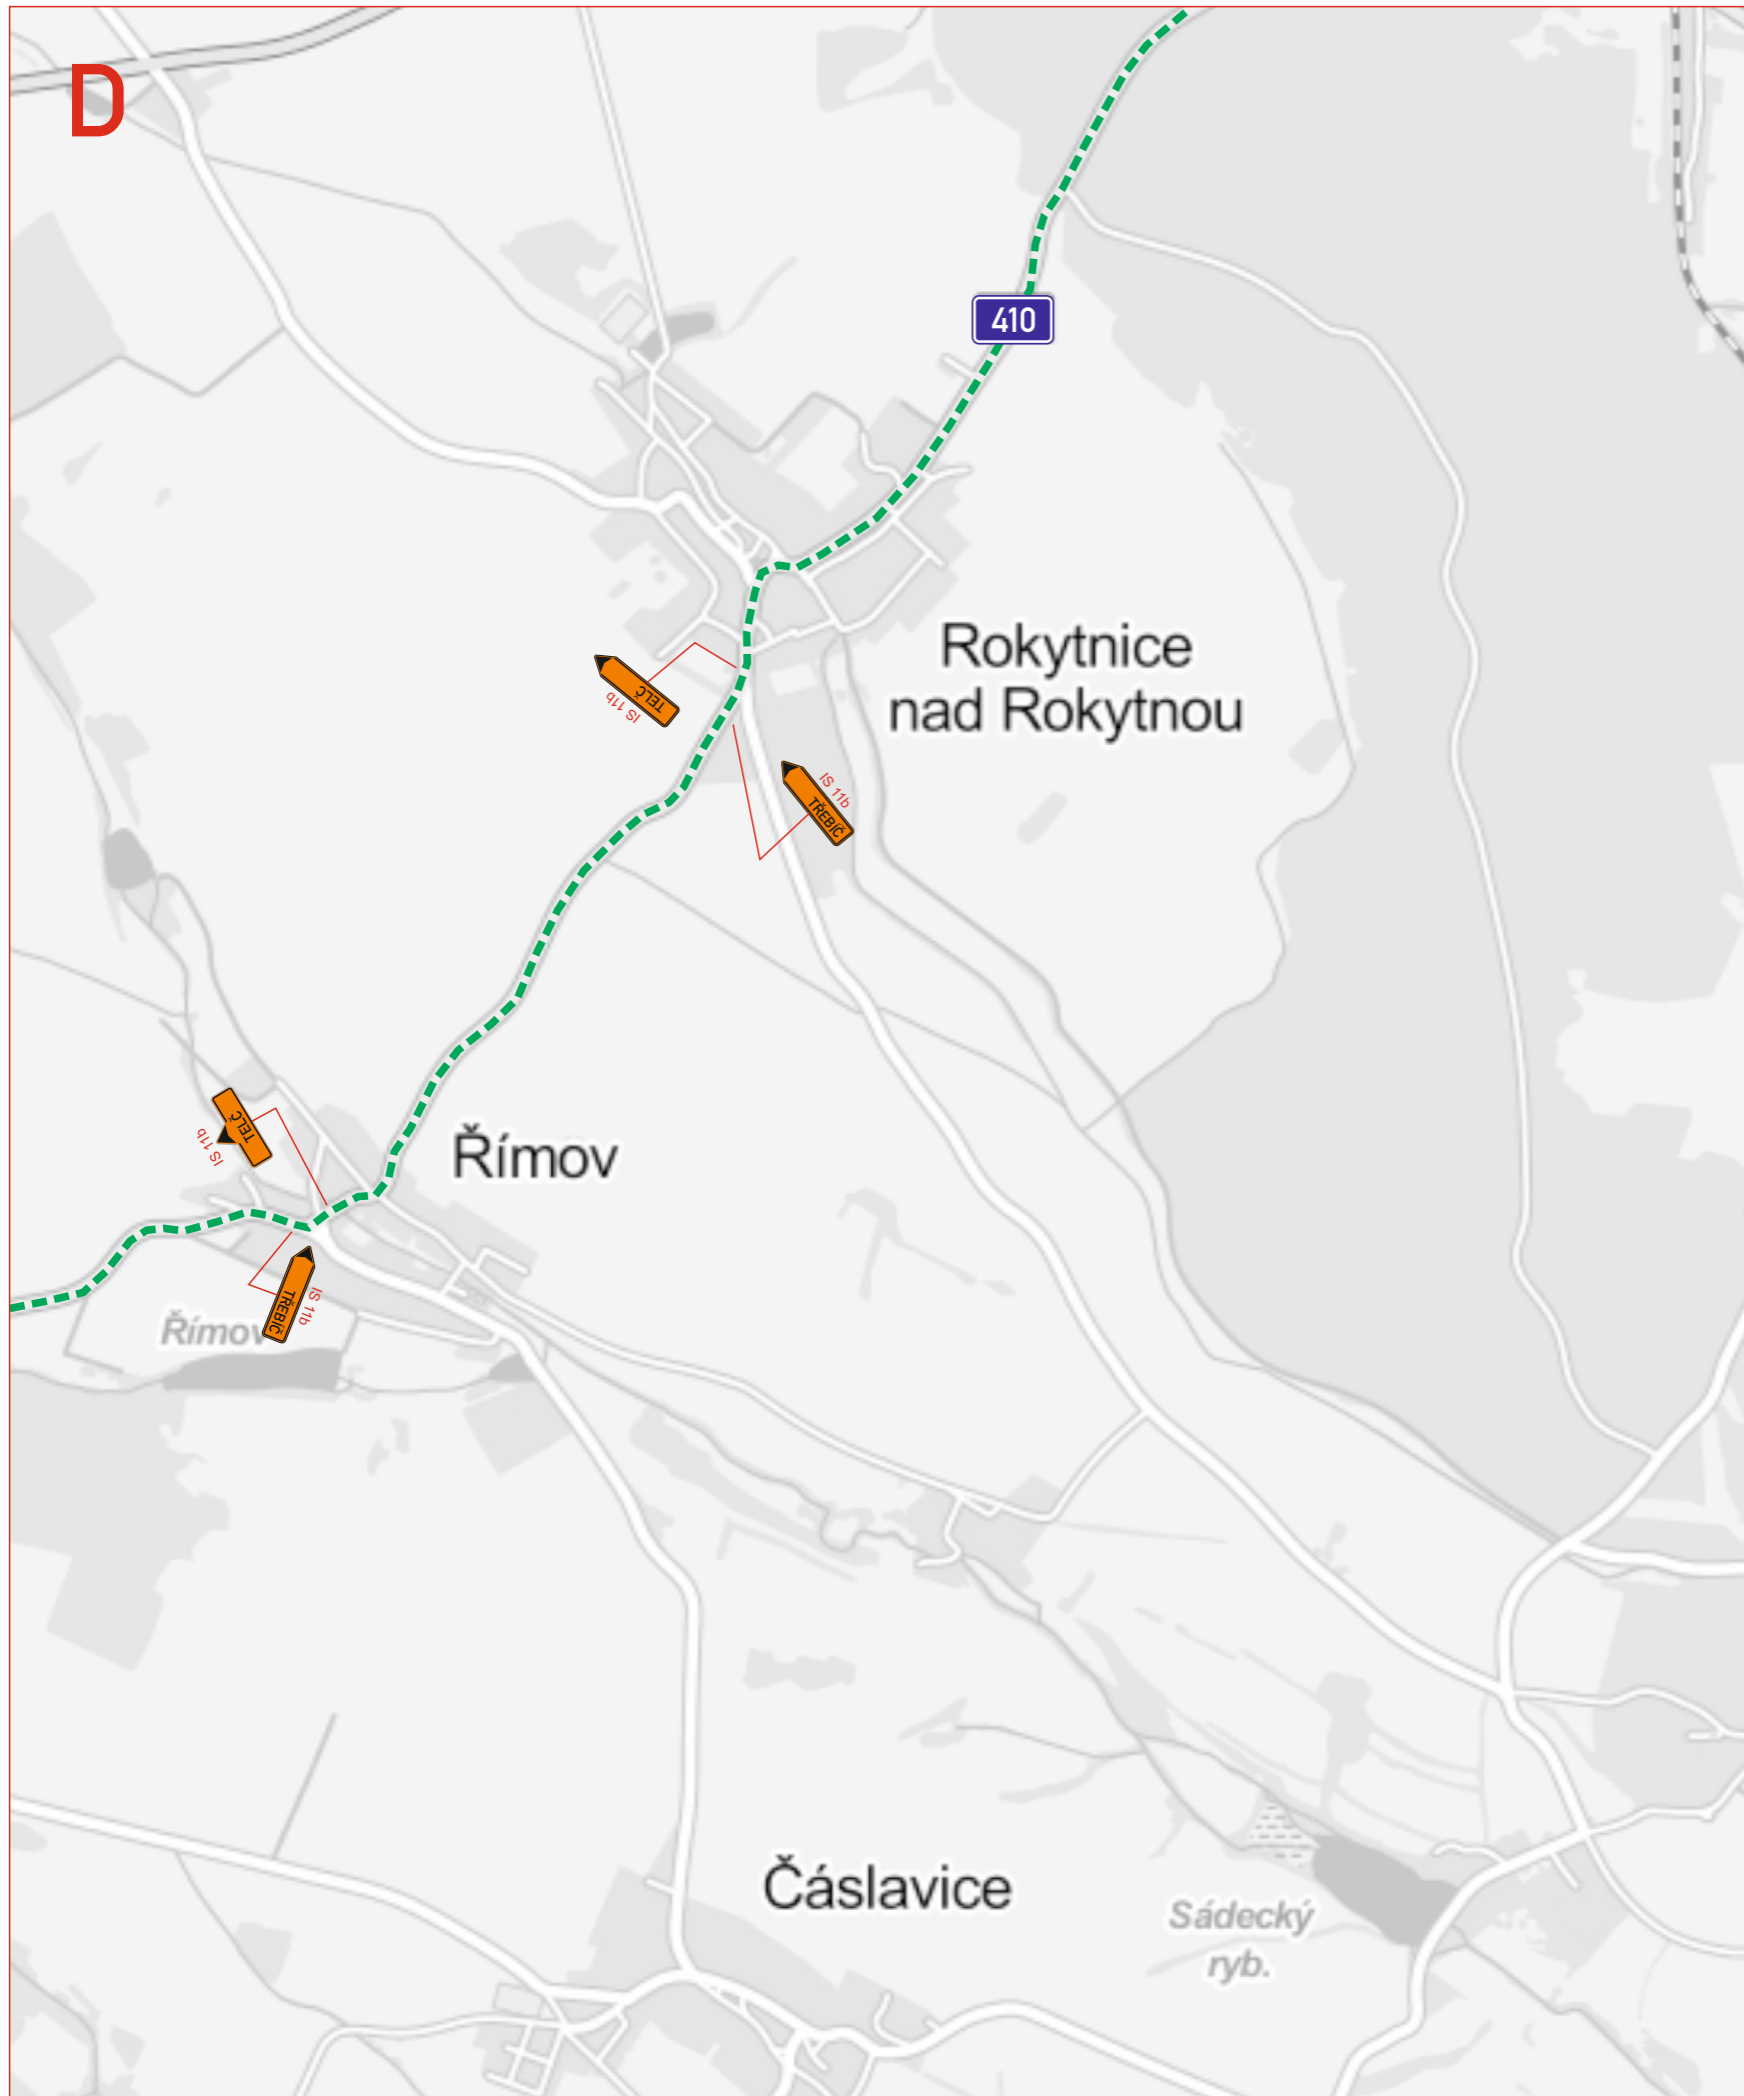 D
410
Rokytnice
nad Rokytnou
TELČ
IS 11b
IS 11b
TŘEBÍČ
TELČ
IS 11b
Římov
TŘEBÍČ
IS 11b
Římov
Čáslavice
Sádecký
ryb.